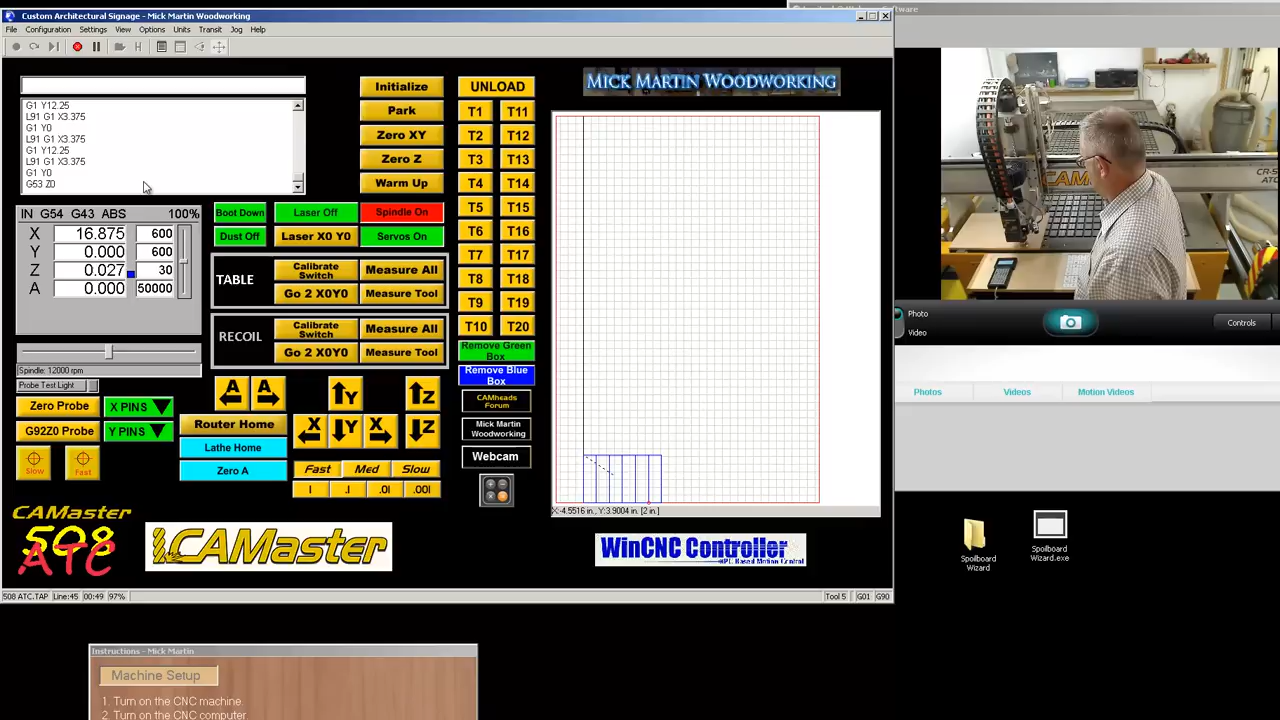 Custom Architectural Signage - Mick Martin Woodworking
File Configuration Settings View Options Units Transit Jog Help
G1 Y12.25
L91 G1 X3.375
G1 Y0
L91 G1 X3.375
G1 Y12.25
L91 G1 X3.375
G1 Y0
G53 Z0
IN G54 G43 ABS 100%
X 16.875 600
Y 0.000 600
Z 0.027 30
A 0.000 50000
Spindle: 12000 rpm
Probe Test Light
Zero Probe X PINS
G92Z0 Probe Y PINS
Slow Fast
Initialize
Park
Zero XY
Zero Z
Warm Up
Boot Down Laser Off Spindle On
Dust Off Laser X0 Y0 Servos On
TABLE
Calibrate Switch Measure All
Go 2 X0Y0 Measure Tool
RECOIL
Calibrate Switch Measure All
Go 2 X0Y0 Measure Tool
A A Y Z
Router Home
Lathe Home
Zero A
X Y X Z
Fast Med Slow
I .I .0I .00I
UNLOAD
T1 T11
T2 T12
T3 T13
T4 T14
T5 T15
T6 T16
T7 T17
T8 T18
T9 T19
T10 T20
Remove Green Box
Remove Blue Box
CAMheads Forum
Mick Martin Woodworking
Webcam
MICK MARTIN WOODWORKING
X:-4.5516 in., Y:3.9004 in. [2 in.]
CAMaster
508
ATC
CAMaster
WinCNC Controller
PC Based Motion Control
508 ATC.TAP Line:45 00:49 97% Tool 5 G01 G90
Instructions - Mick Martin
Machine Setup
1. Turn on the CNC machine.
2. Turn on the CNC computer.
Software
CAM
Photo
Video
Controls
Photos Videos Motion Videos
Spoilboard Wizard
Spoilboard Wizard.exe